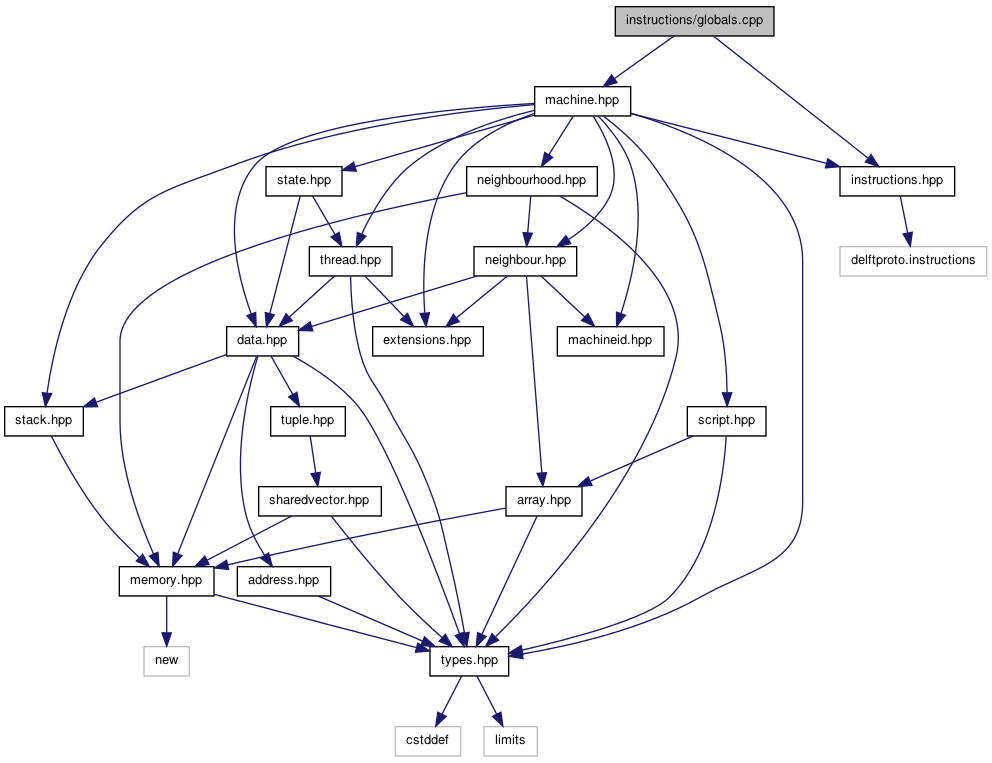 instructions/globals.cpp
machine.hpp
state.hpp
neighbourhood.hpp
instructions.hpp
thread.hpp
neighbour.hpp
delftproto.instructions
data.hpp
extensions.hpp
machineid.hpp
stack.hpp
tuple.hpp
script.hpp
sharedvector.hpp
array.hpp
memory.hpp
address.hpp
new
types.hpp
cstddef
limits